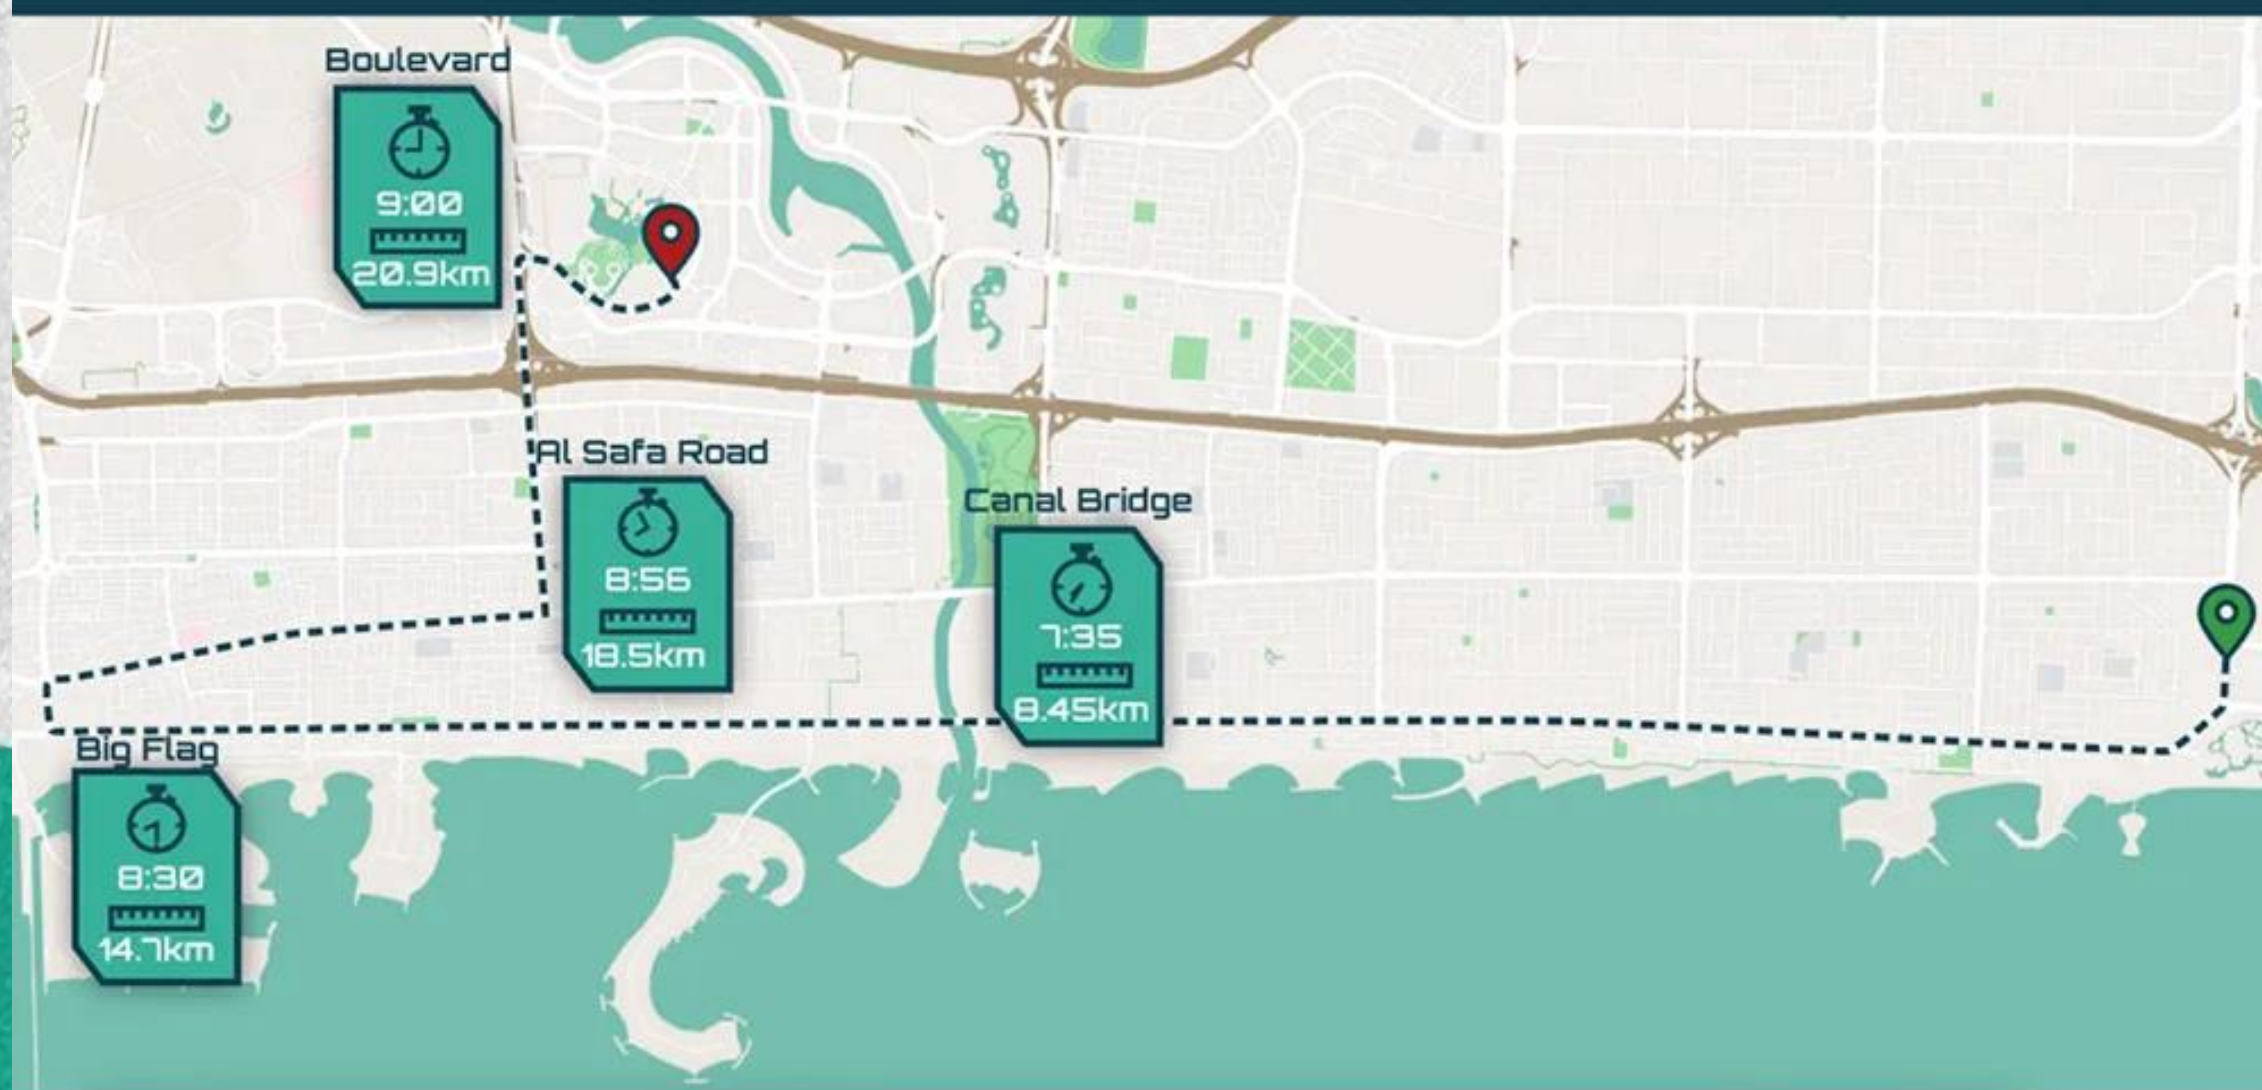 Boulevard
9:00
20.9km
Al Safa Road
8:56
18.5km
Canal Bridge
7:35
8.45km
Big Flag
8:30
14.7km